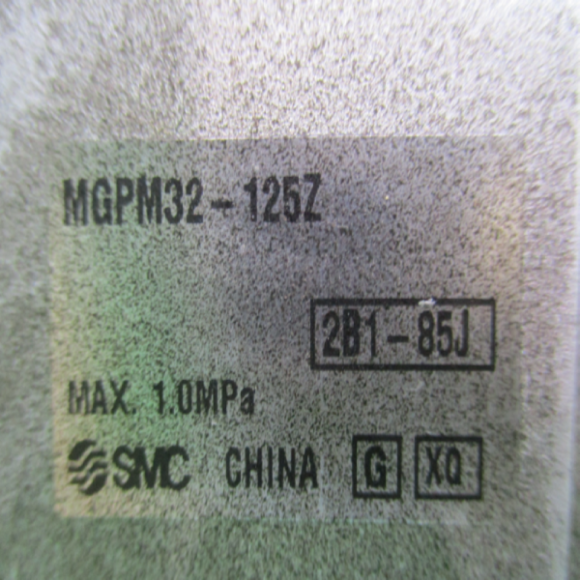 MGPM32-125Z
2B1-85J
MAX. 1.0MPa
SMC CHINA G XQ